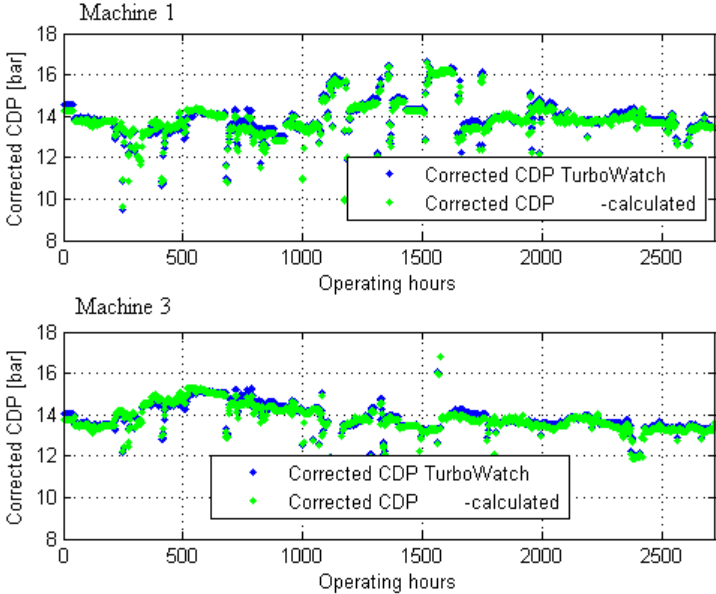 Machine 1
18
16
14
12
10
8
Corrected CDP [bar]
Corrected CDP TurboWatch
Corrected CDP -calculated
0 500 1000 1500 2000 2500
Operating hours
Machine 3
18
16
14
12
10
8
Corrected CDP [bar]
Corrected CDP TurboWatch
Corrected CDP -calculated
0 500 1000 1500 2000 2500
Operating hours